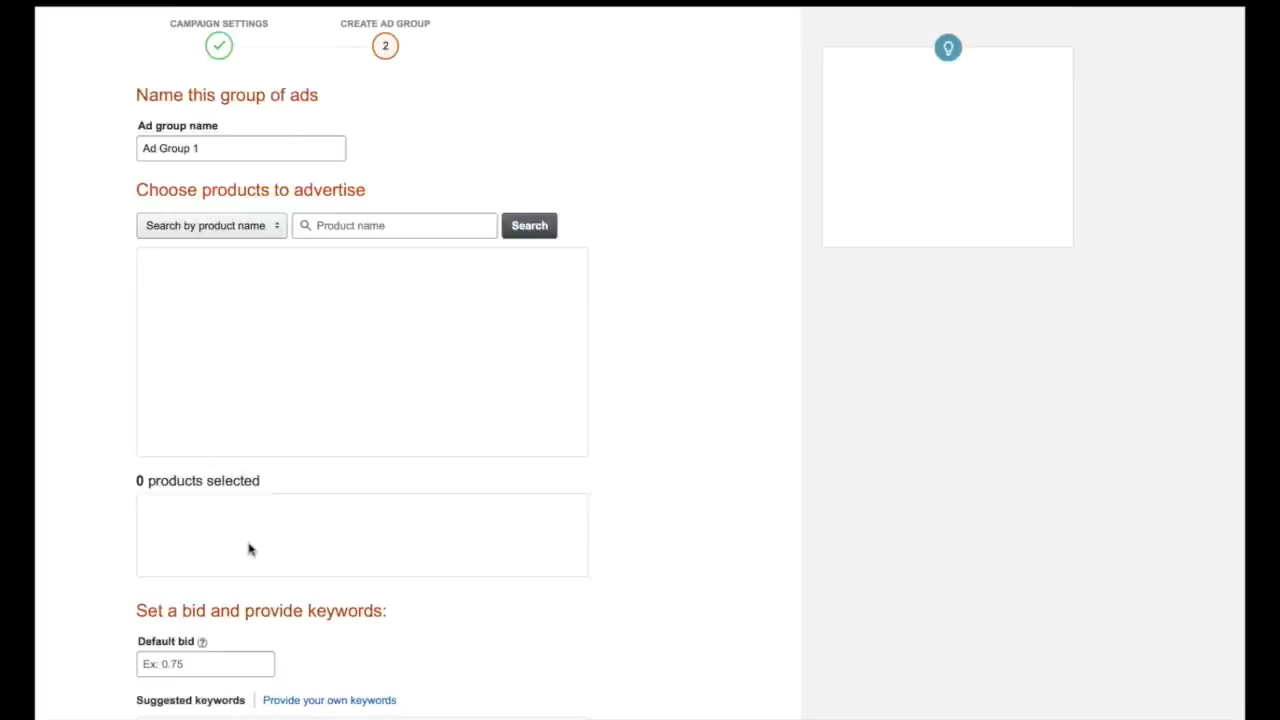 CAMPAIGN SETTINGS
CREATE AD GROUP
2
Name this group of ads
Ad group name
Ad Group 1
Choose products to advertise
Search by product name
Product name
Search
0 products selected
Set a bid and provide keywords:
Default bid ?
Ex: 0.75
Suggested keywords
Provide your own keywords